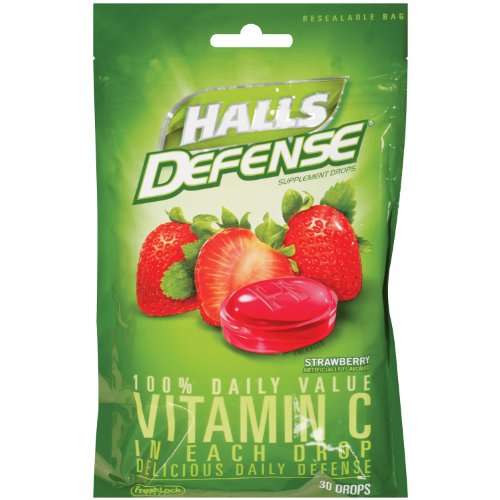 RESEALABLE BAG
HALLS
DEFENSE®
SUPPLEMENT DROPS
H
ENLARGED
STRAWBERRY
ARTIFICIALLY FLAVORED
100% DAILY VALUE
VITAMIN C
IN EACH DROP
DELICIOUS DAILY DEFENSE
FreshLock
30 DROPS